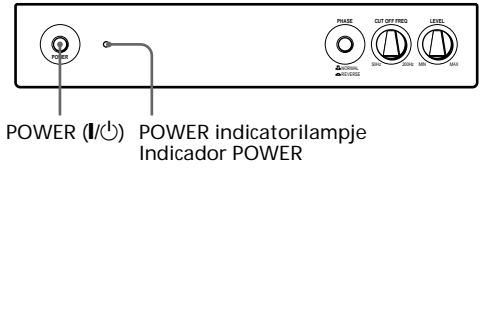 PHASE CUT OFF FREQ LEVEL
POWER
NORMAL 50Hz 200Hz MIN MAX
REVERSE
POWER (I/⏻) POWER indicatorilampje
Indicador POWER